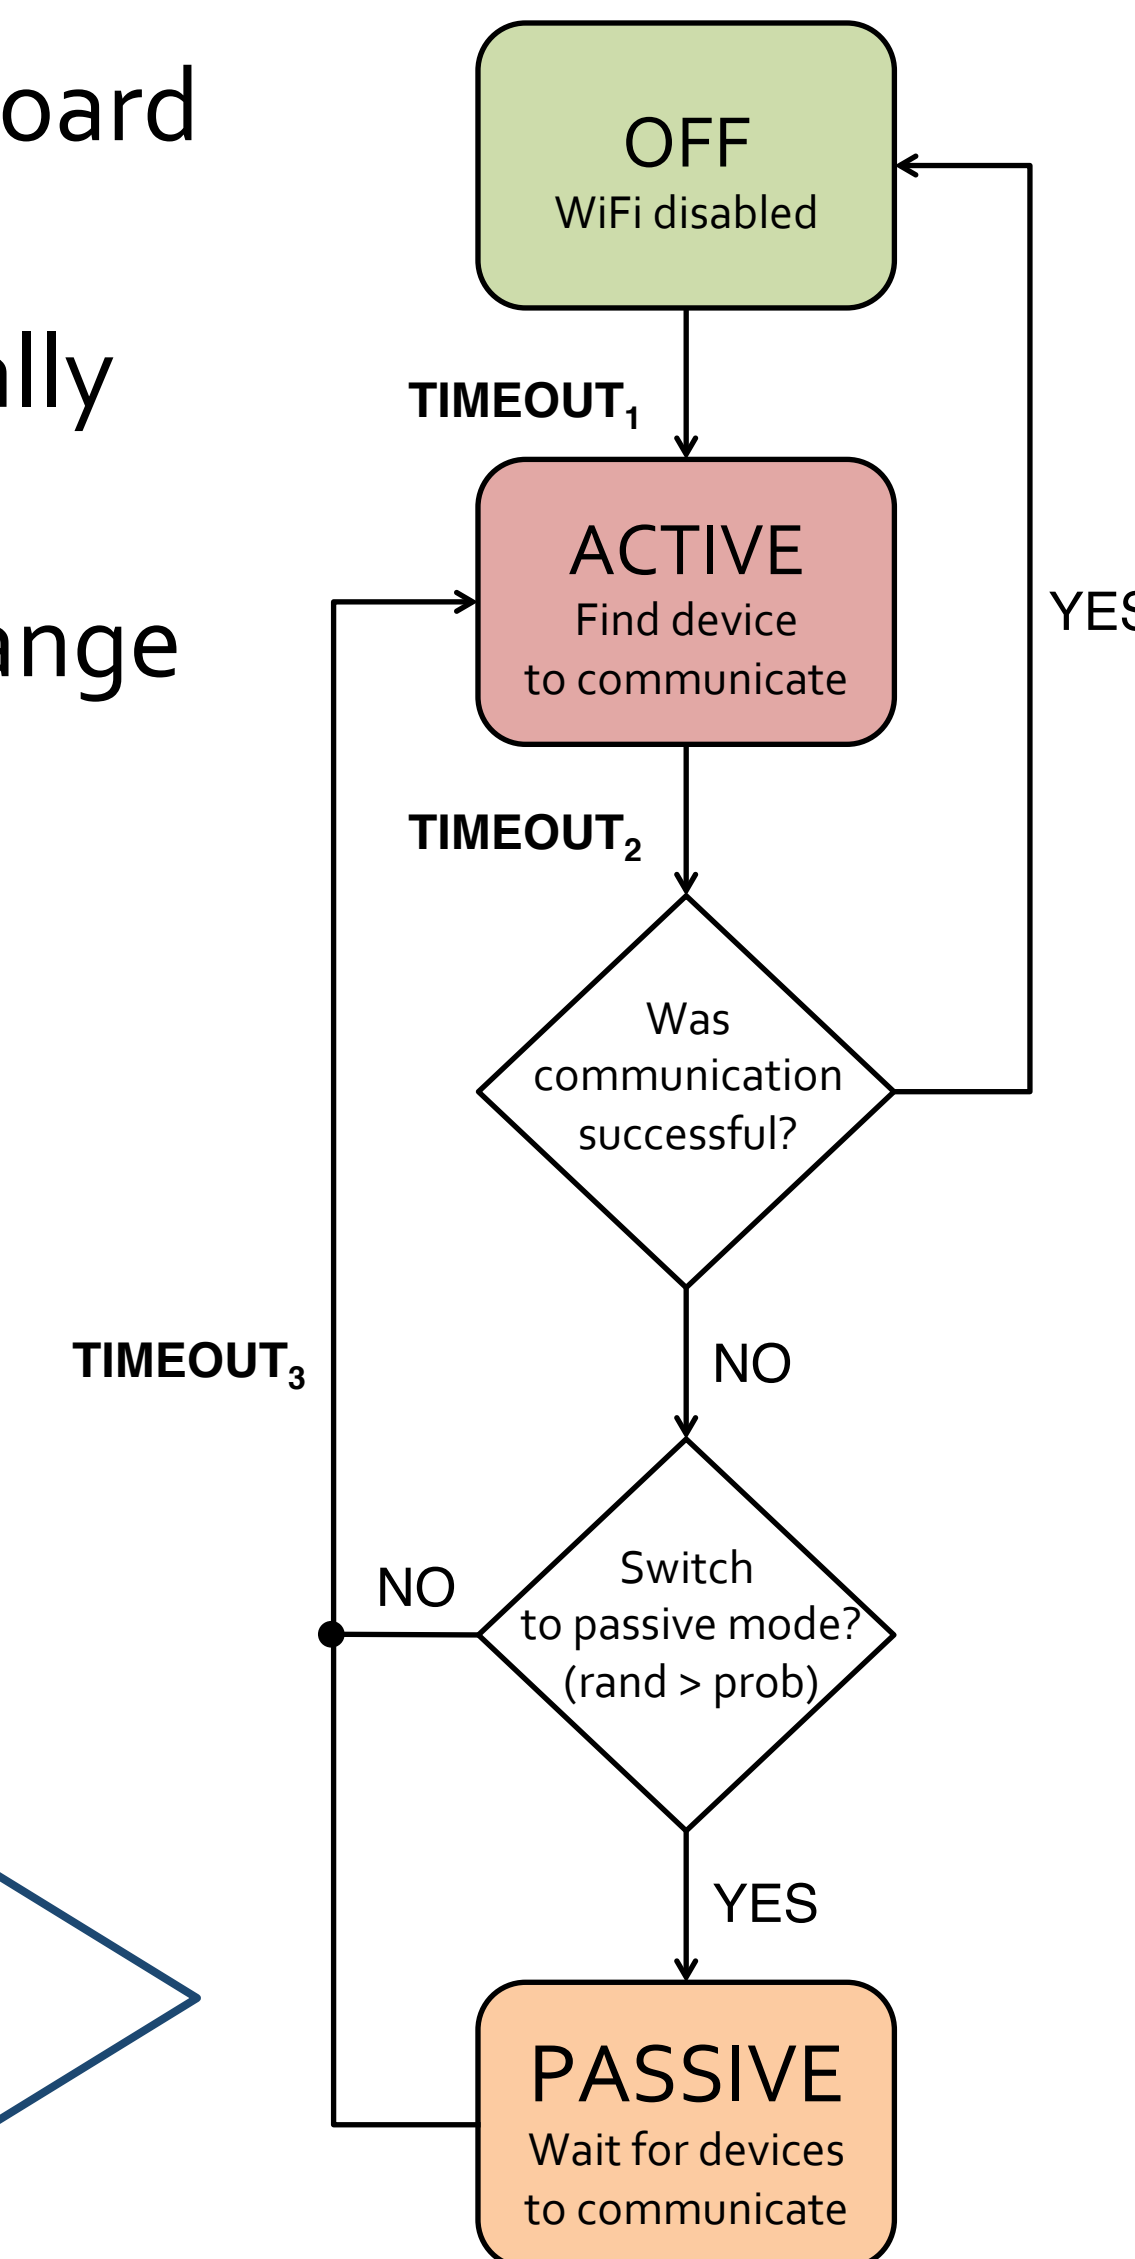 oard
ally
ange
OFF
WiFi disabled
TIMEOUT1
ACTIVE
Find device
to communicate
YES
TIMEOUT2
Was
communication
successful?
TIMEOUT3
NO
NO
Switch
to passive mode?
(rand > prob)
YES
PASSIVE
Wait for devices
to communicate